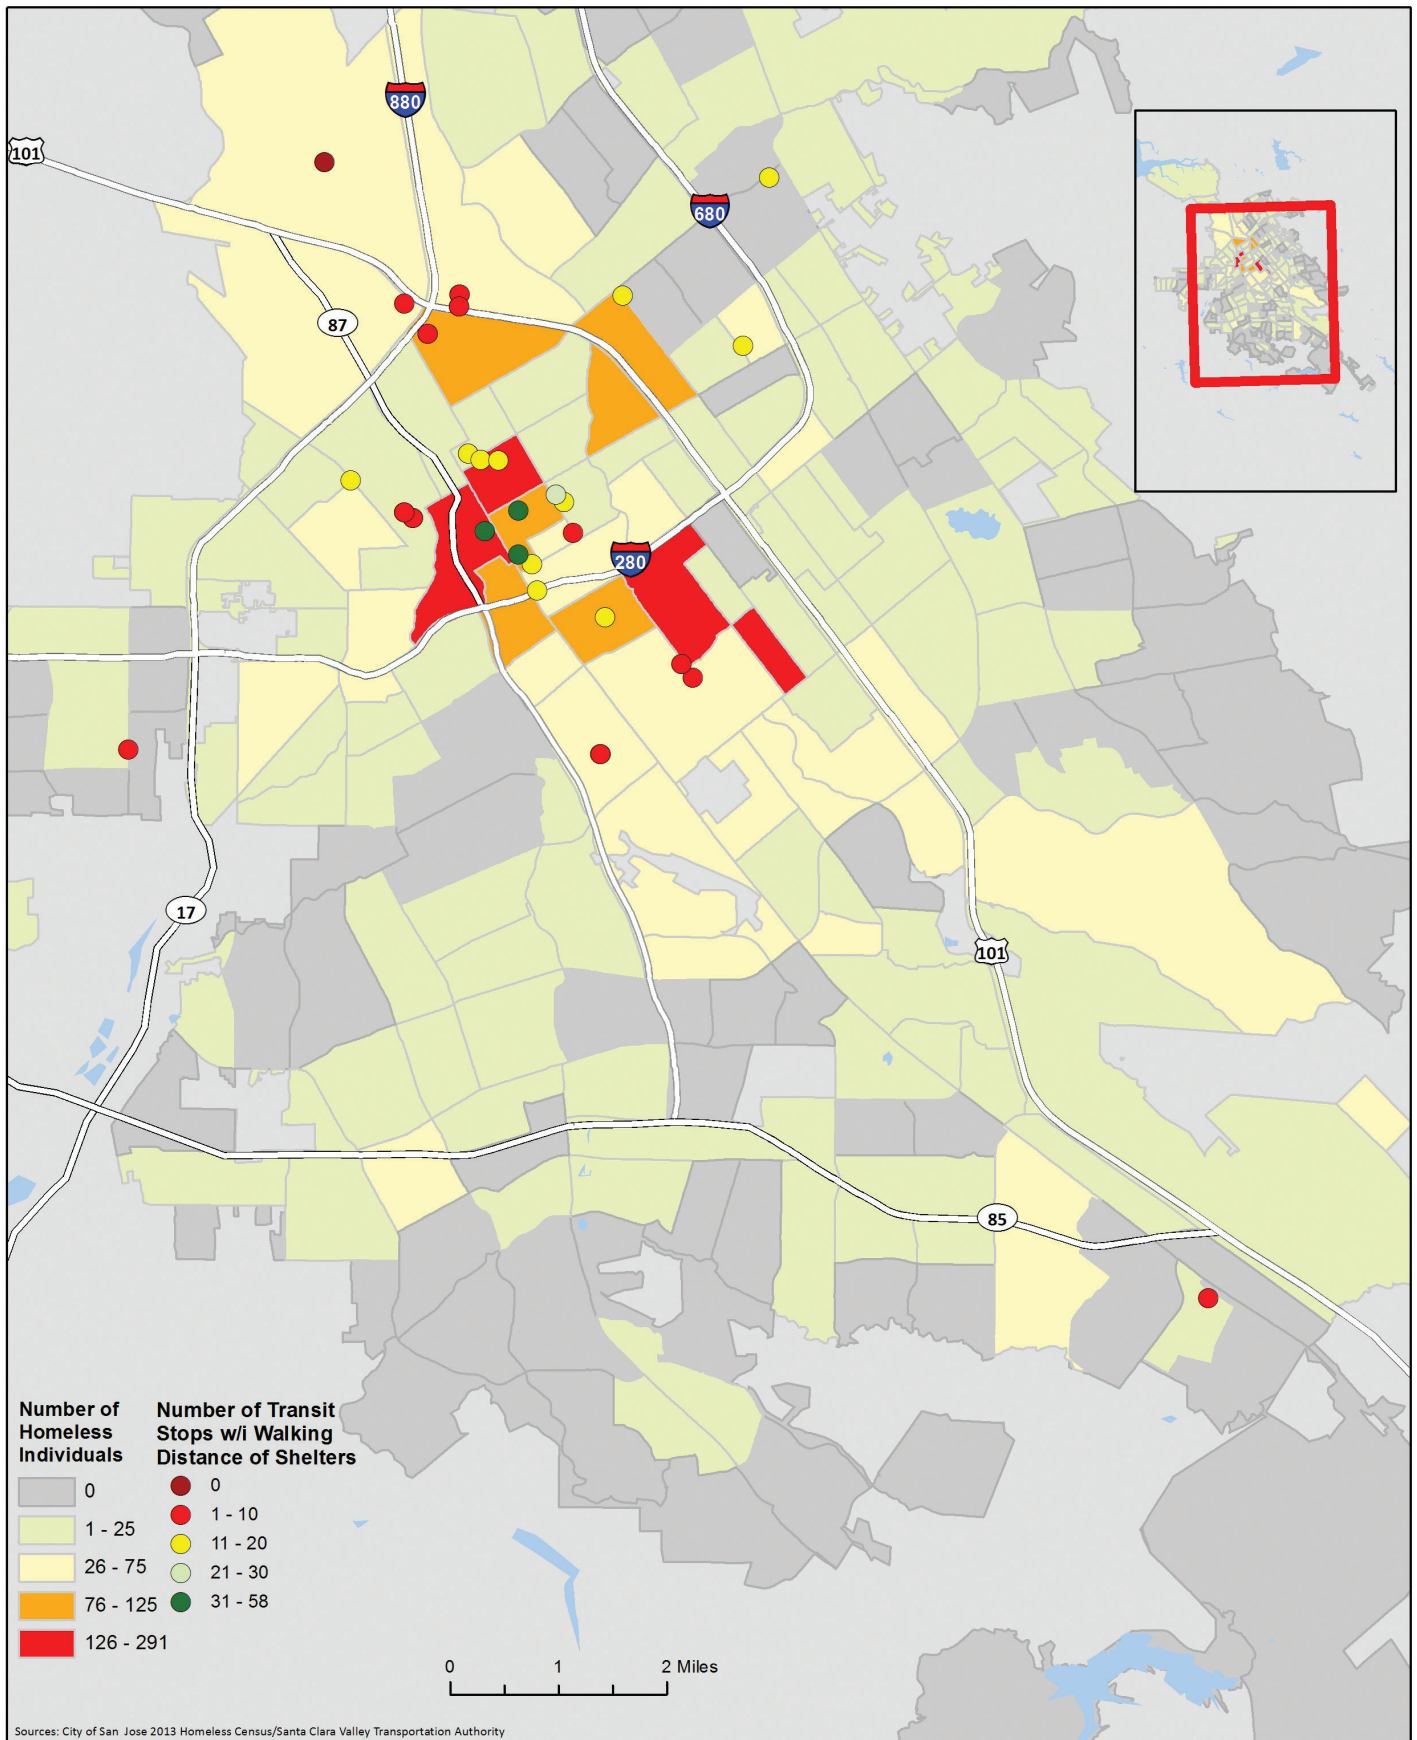 880
101
680
87
280
17
101
85
Number of
Homeless
Individuals
0
1 - 25
26 - 75
76 - 125
126 - 291
Number of Transit
Stops w/i Walking
Distance of Shelters
0
1 - 10
11 - 20
21 - 30
31 - 58
0 1 2 Miles
Sources: City of San Jose 2013 Homeless Census/Santa Clara Valley Transportation Authority